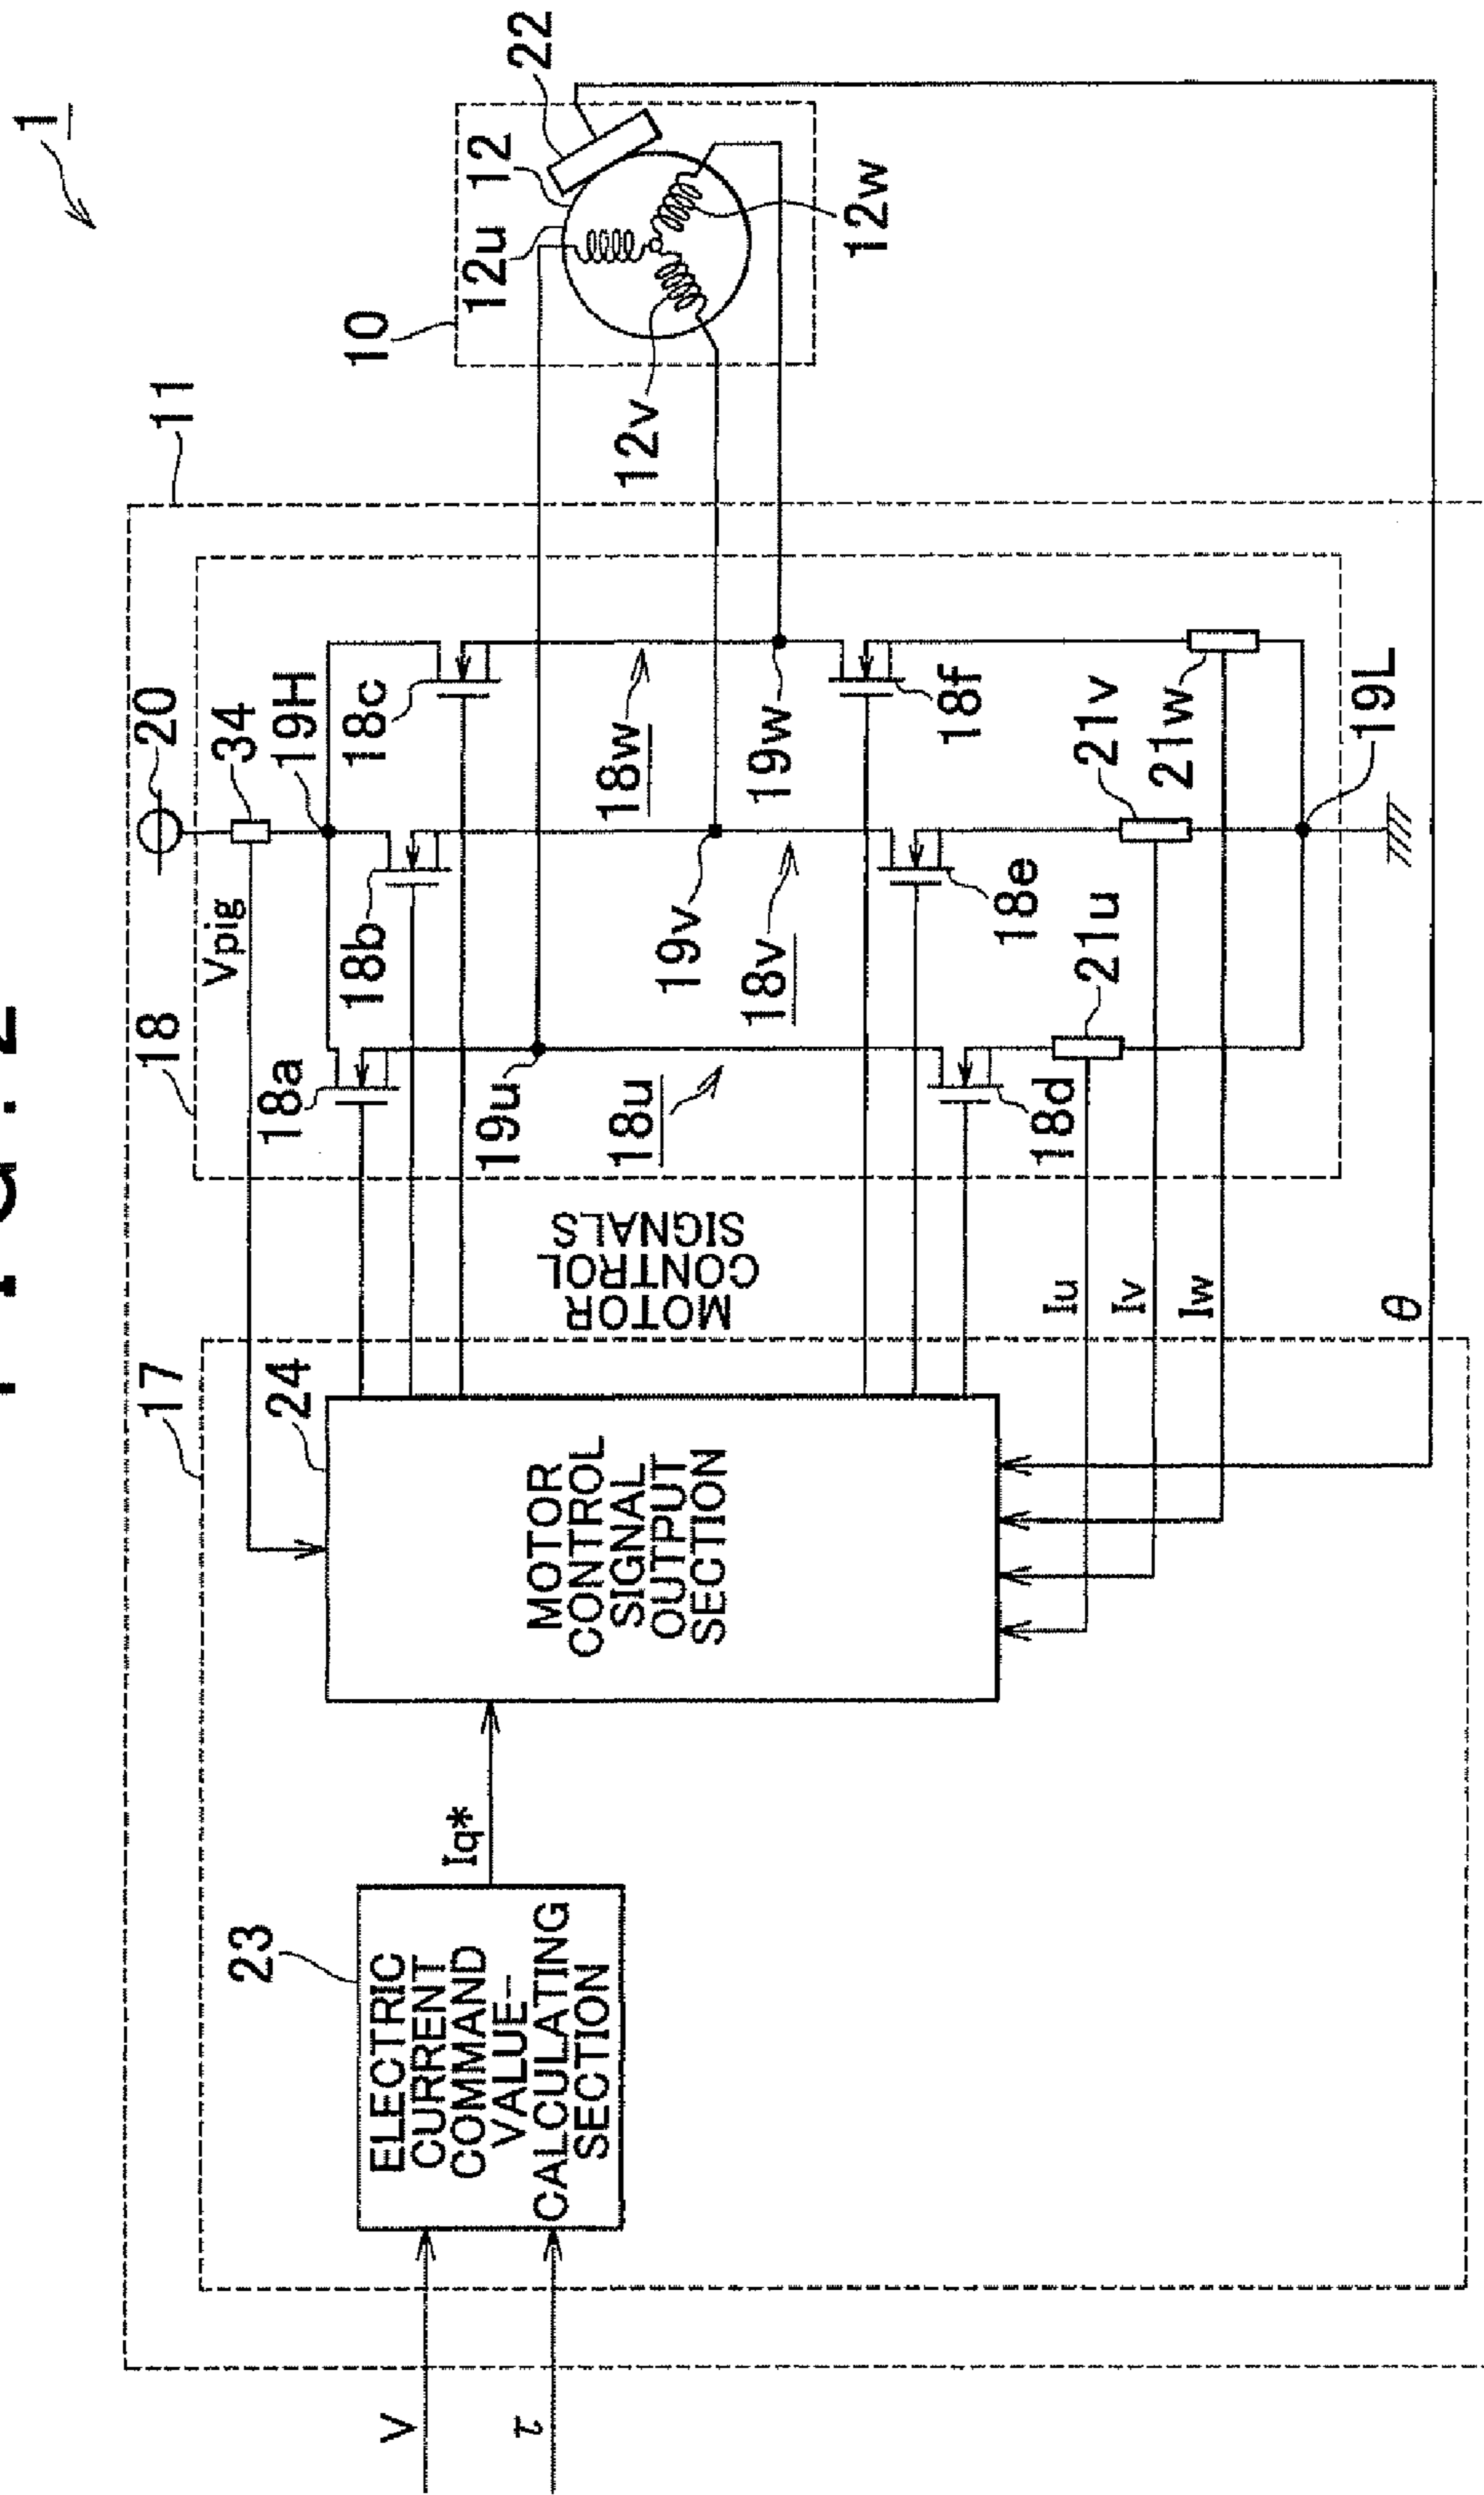 FIG. 2
1
11
10
22
12
12u
12v
12w
20
34
19H
18
Vpig
18a
18b
18c
19u
19v
19w
18u
18v
18w
18d
18e
18f
21u
21v
21w
19L
17
24
MOTOR
CONTROL
SIGNALS
Iu
Iv
Iw
θ
MOTOR
CONTROL
SIGNAL
OUTPUT
SECTION
Iq*
23
ELECTRIC
CURRENT
COMMAND
VALUE-
CALCULATING
SECTION
V
τ